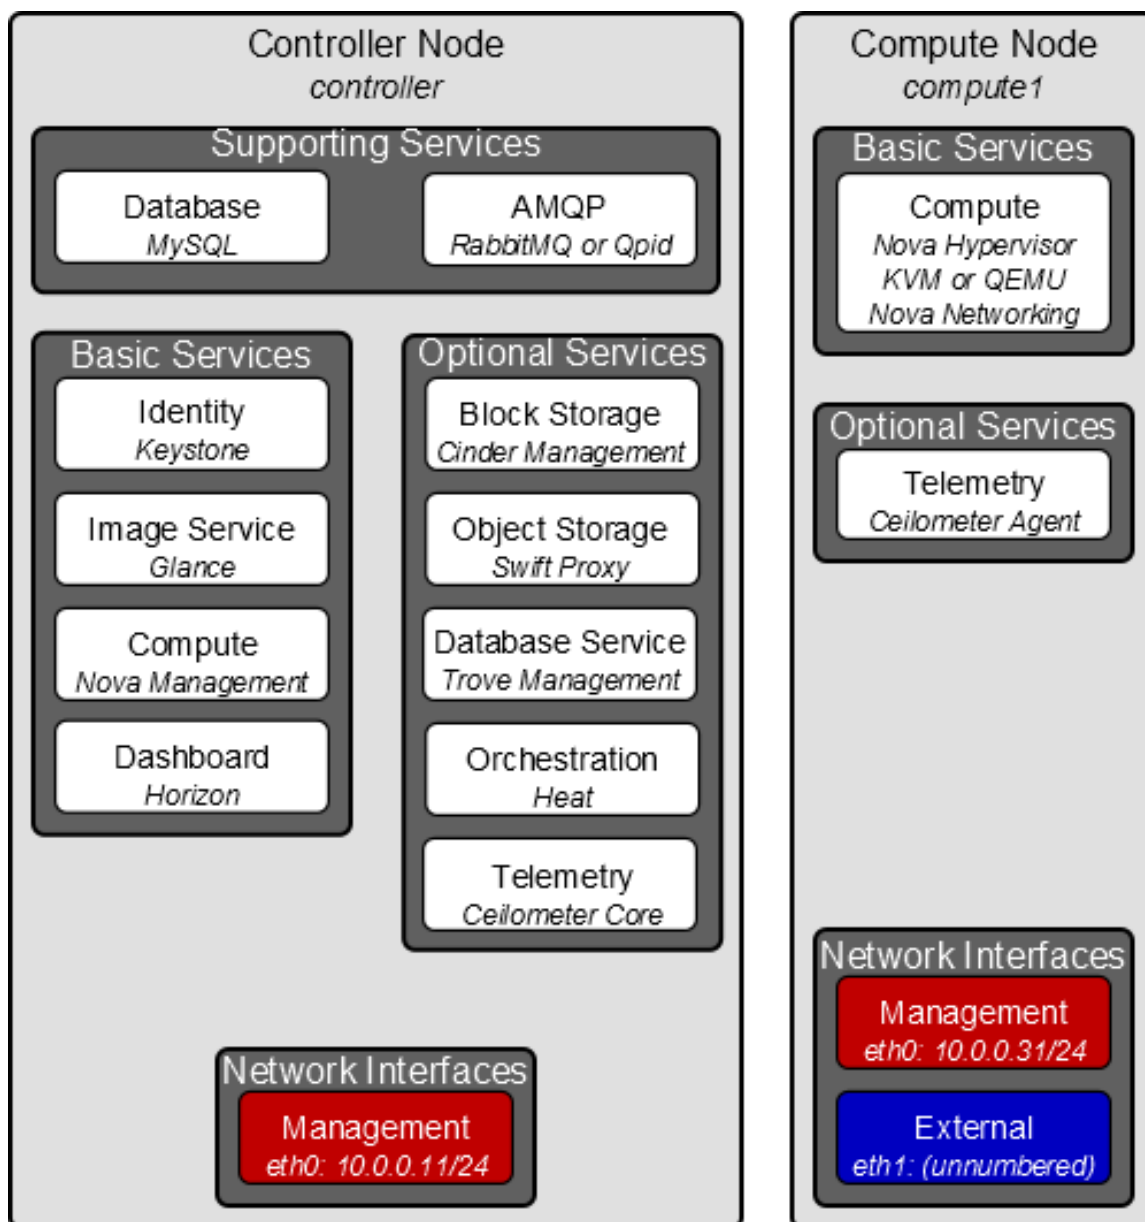 Controller Node
controller
Supporting Services
Database
MySQL
AMQP
RabbitMQ or Qpid
Basic Services
Identity
Keystone
Image Service
Glance
Compute
Nova Management
Dashboard
Horizon
Optional Services
Block Storage
Cinder Management
Object Storage
Swift Proxy
Database Service
Trove Management
Orchestration
Heat
Telemetry
Ceilometer Core
Network Interfaces
Management
eth0: 10.0.0.11/24
Compute Node
compute1
Basic Services
Compute
Nova Hypervisor
KVM or QEMU
Nova Networking
Optional Services
Telemetry
Ceilometer Agent
Network Interfaces
Management
eth0: 10.0.0.31/24
External
eth1: (unnumbered)